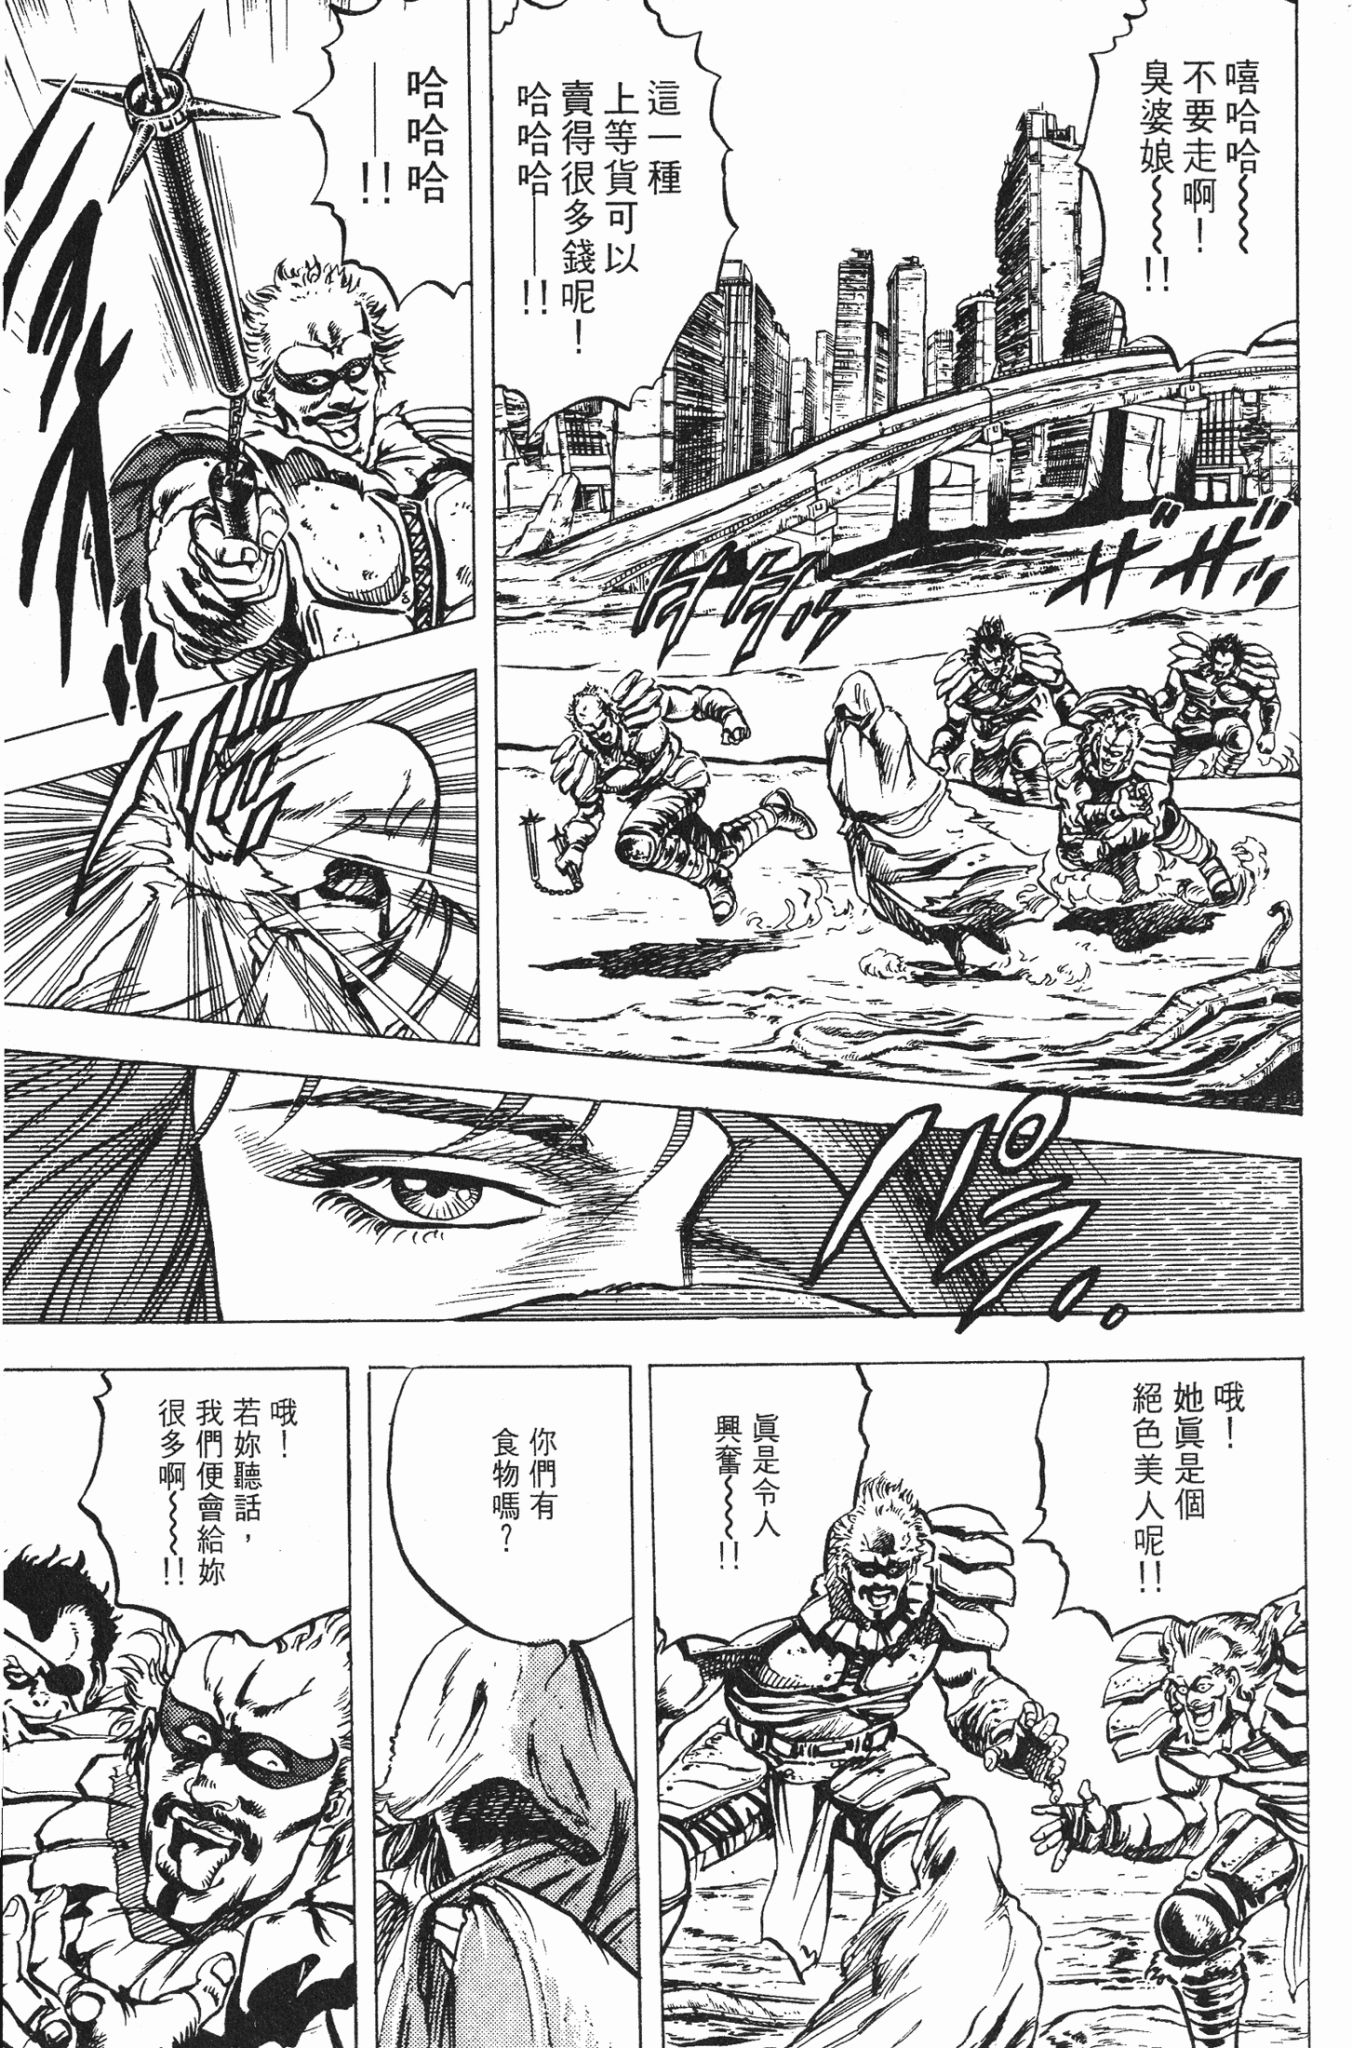 嘻哈哈~~
不要走啊！
臭婆娘~~!!
這一種
上等貨可以
賣得很多錢呢！
哈哈哈——!!
哈哈哈
——!!
ザザザッ
パラ・・
哦！
她眞是個
絕色美人呢!!
眞是令人
興奮~~!!
你們有
食物嗎？
哦！
若妳聽話，
我們便會給妳
很多啊~~!!